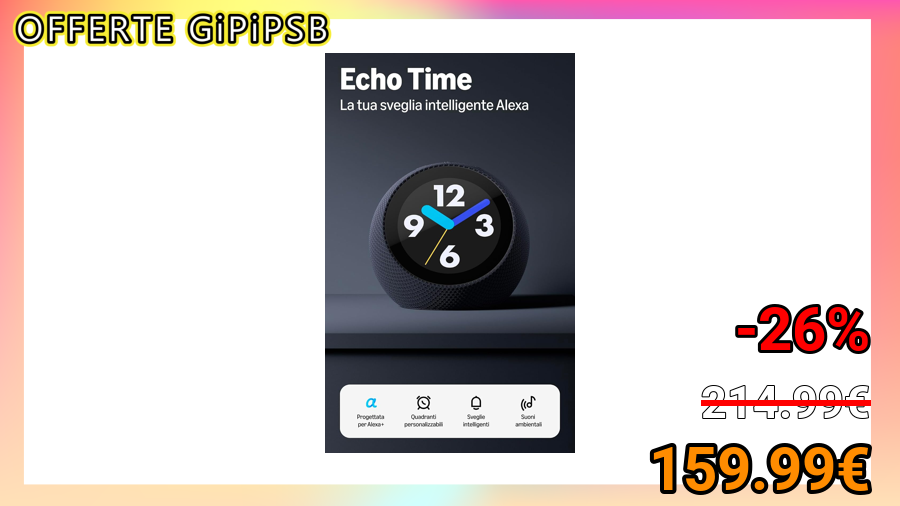 OFFERTE GiPiPSB
Echo Time
La tua sveglia intelligente Alexa
12
9
3
6
Progettata
per Alexa+
Quadranti
personalizzabili
Sveglie
intelligenti
Suoni
ambientali
-26%
214.99€
159.99€